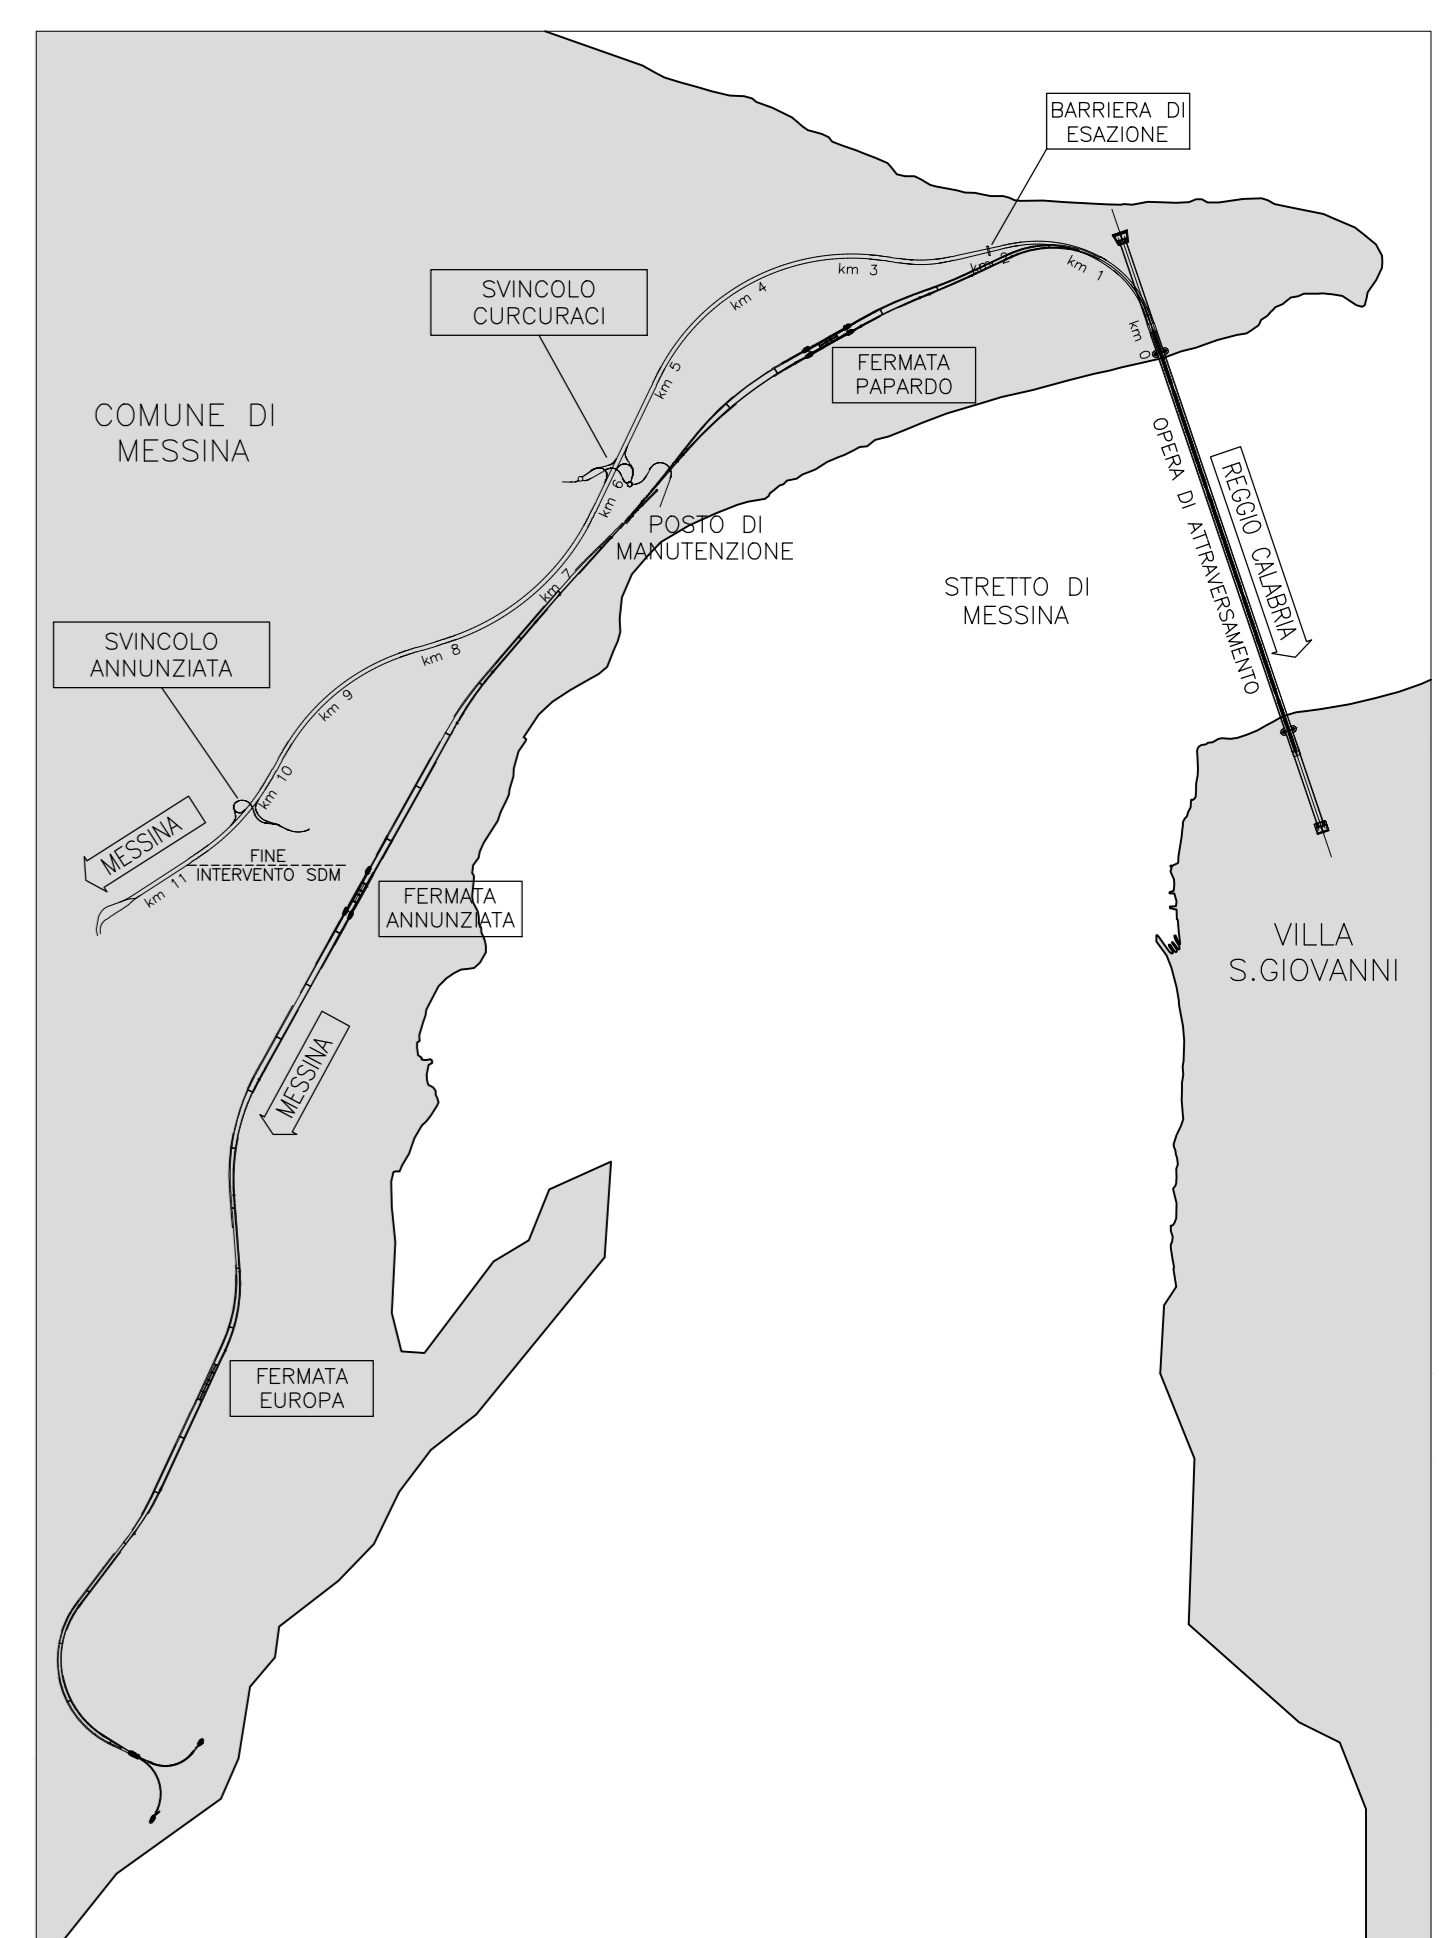 BARRIERA DI
ESAZIONE
km 0
km 1
km 2
km 3
km 4
km 5
km 6
km 7
km 8
km 9
km 10
km 11
SVINCOLO
CURCURACI
FERMATA
PAPARDO
COMUNE DI
MESSINA
OPERA DI ATTRAVERSAMENTO
REGGIO CALABRIA
POSTO DI
MANUTENZIONE
STRETTO DI
MESSINA
SVINCOLO
ANNUNZIATA
MESSINA
FINE
INTERVENTO SDM
FERMATA
ANNUNZIATA
VILLA
S.GIOVANNI
MESSINA
FERMATA
EUROPA